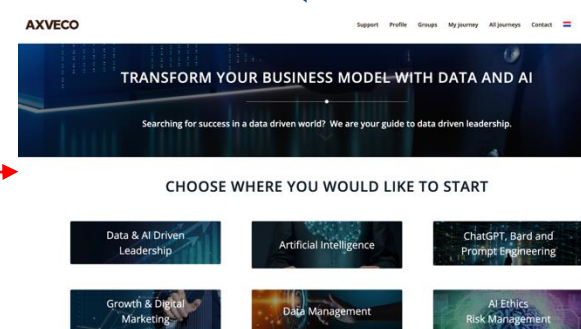 AXVECO
Support Profile Groups My journey All journeys Contact
TRANSFORM YOUR BUSINESS MODEL WITH DATA AND AI
Searching for success in a data driven world? We are your guide to data driven leadership.
CHOOSE WHERE YOU WOULD LIKE TO START
Data & AI Driven
Leadership
Artificial Intelligence
ChatGPT, Bard and
Prompt Engineering
Growth & Digital
Marketing
Data Management
AI Ethics
Risk Management